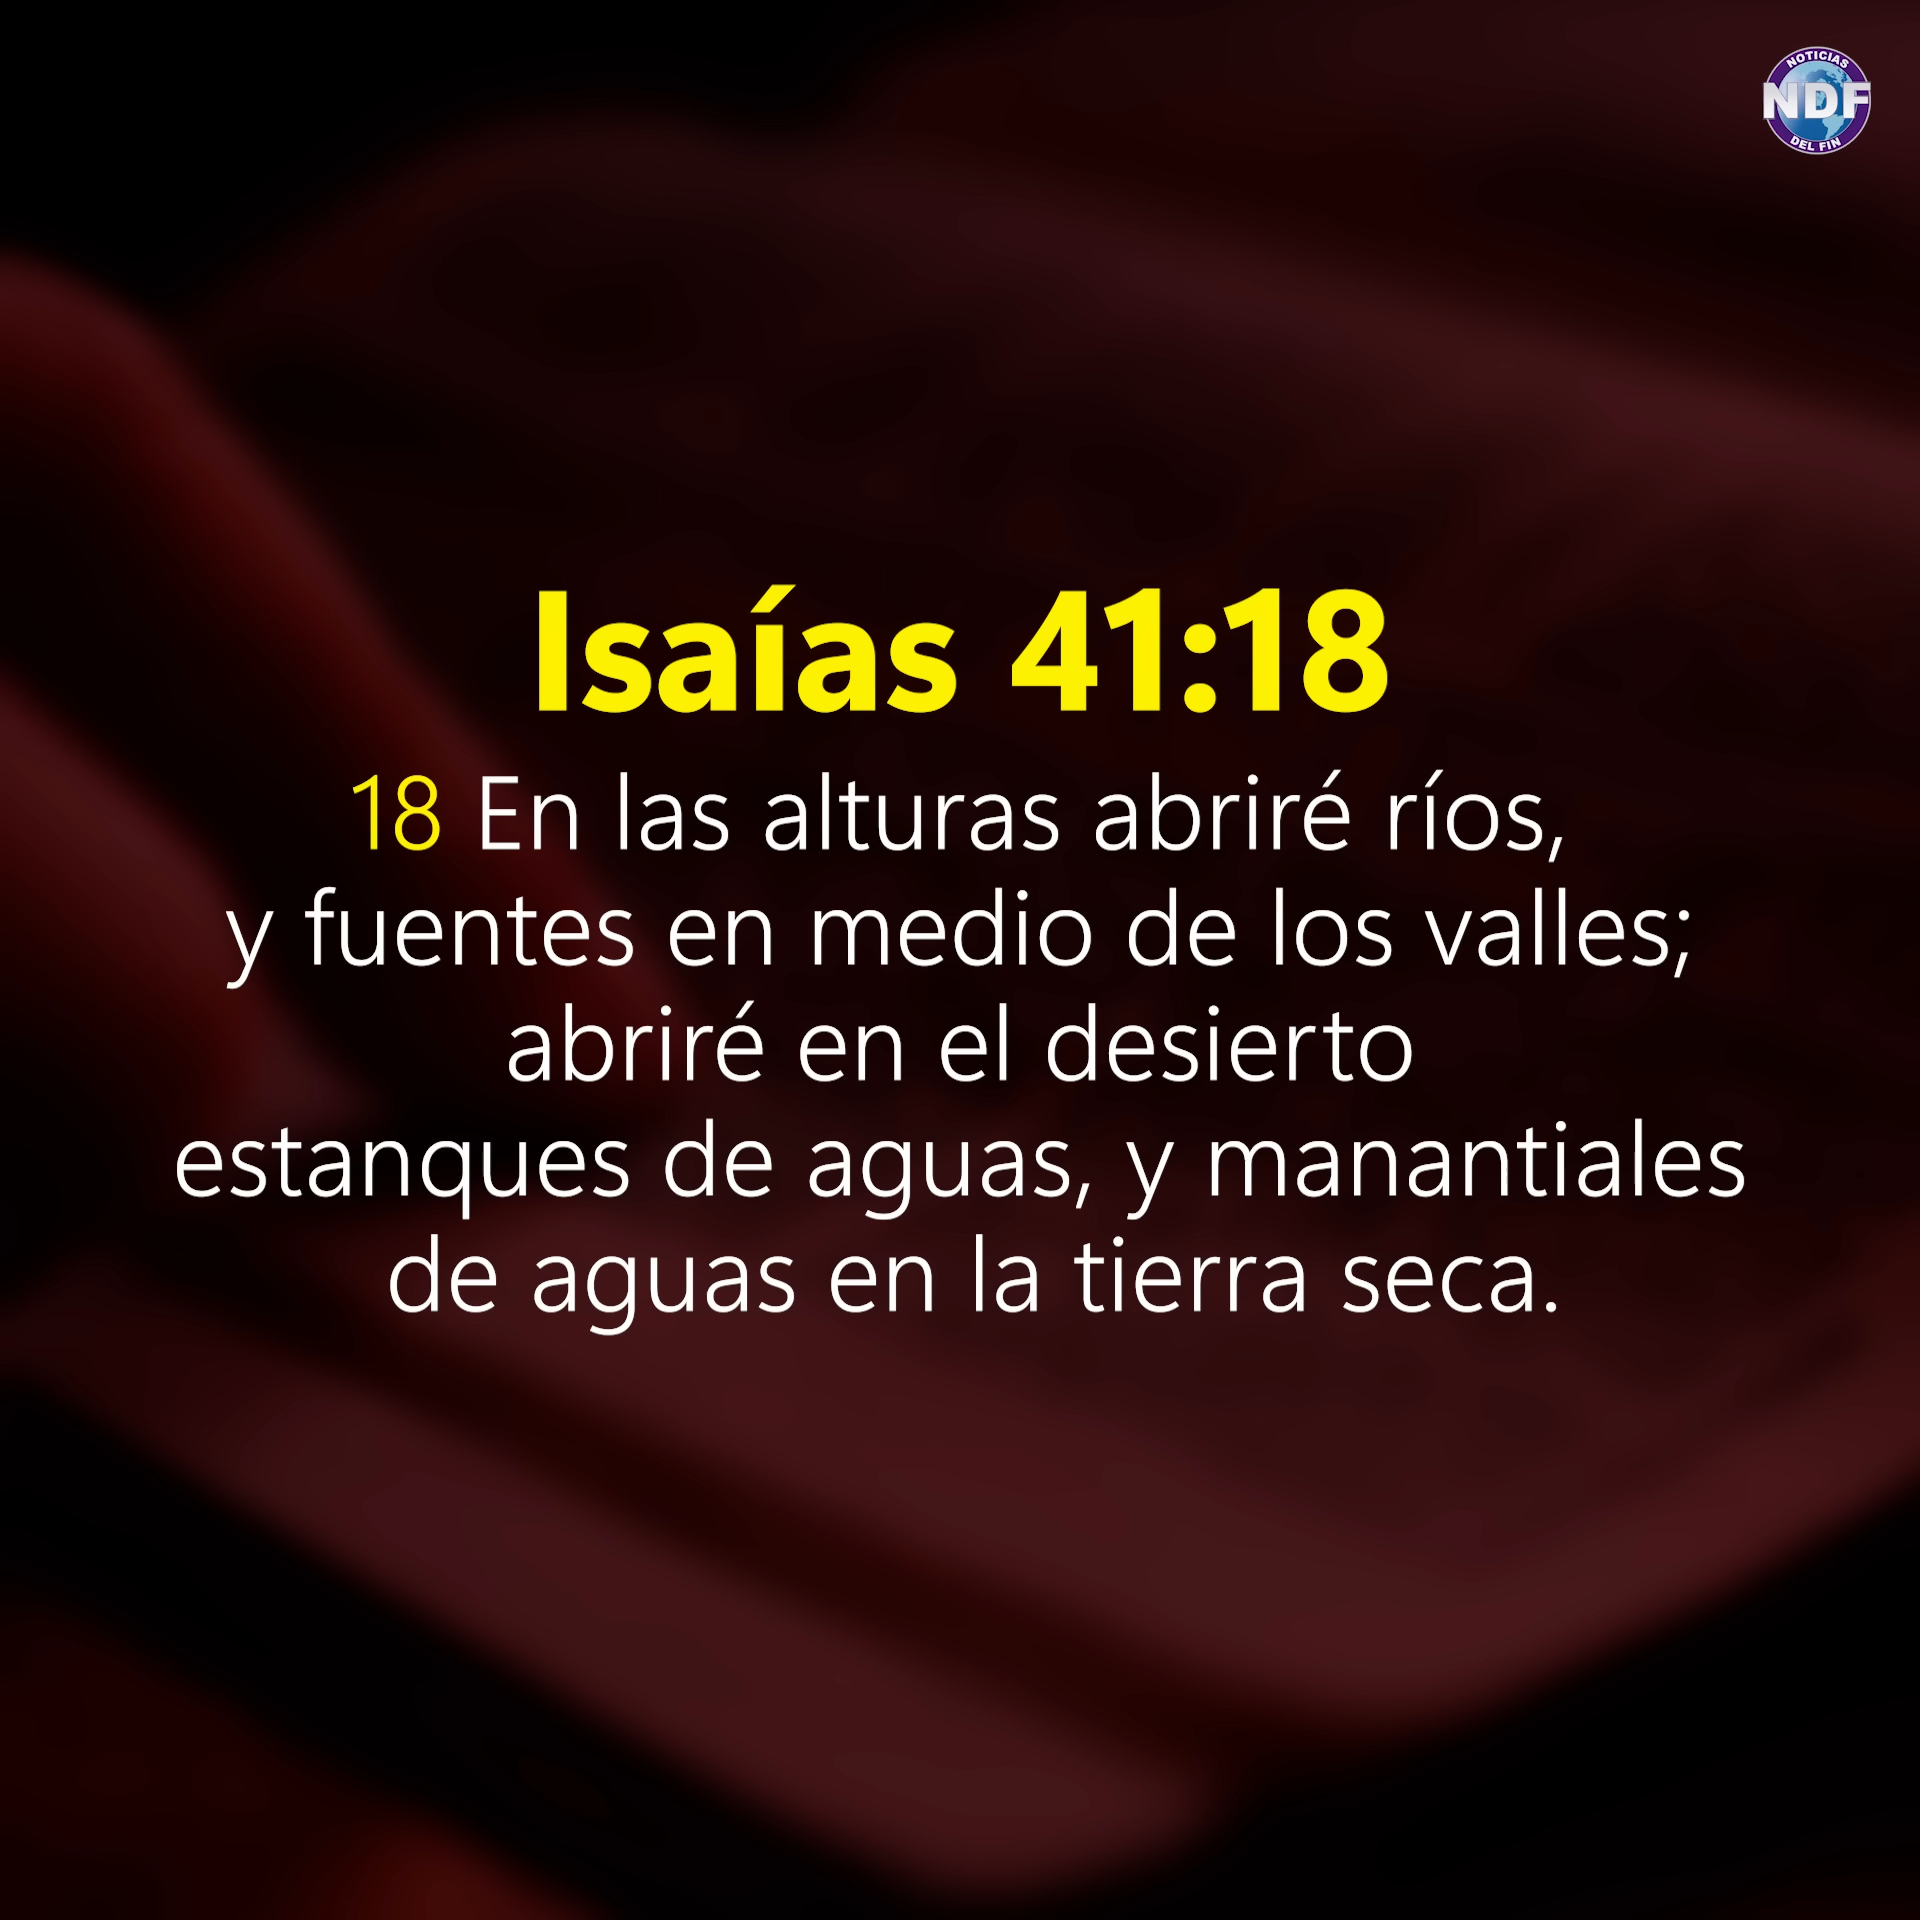 NOTICIAS
NDF
DEL FIN
Isaías 41:18
18 En las alturas abriré ríos,
y fuentes en medio de los valles;
abriré en el desierto
estanques de aguas, y manantiales
de aguas en la tierra seca.